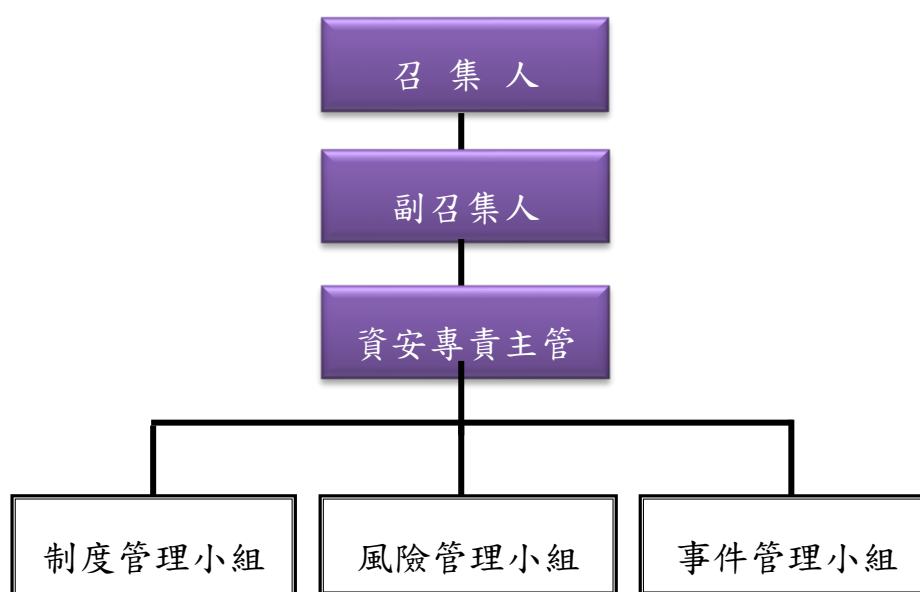 召 集 人
副召集人
資安專責主管
制度管理小組
風險管理小組
事件管理小組